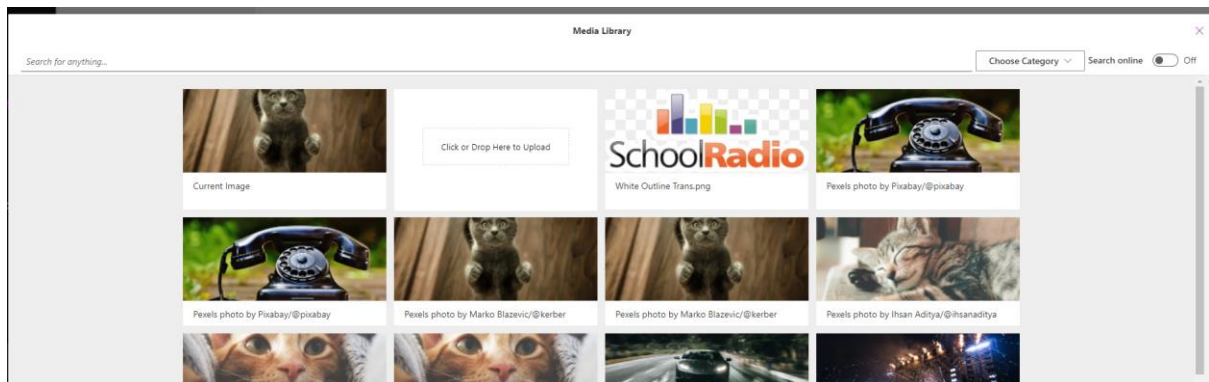 Media Library
Search for anything...
Choose Category
Search online
Off
Click or Drop Here to Upload
SchoolRadio
Current Image
White Outline Trans.png
Pexels photo by Pixabay/@pixabay
Pexels photo by Pixabay/@pixabay
Pexels photo by Marko Blazevic/@kerber
Pexels photo by Marko Blazevic/@kerber
Pexels photo by Ihsan Aditya/@ihsanaditya